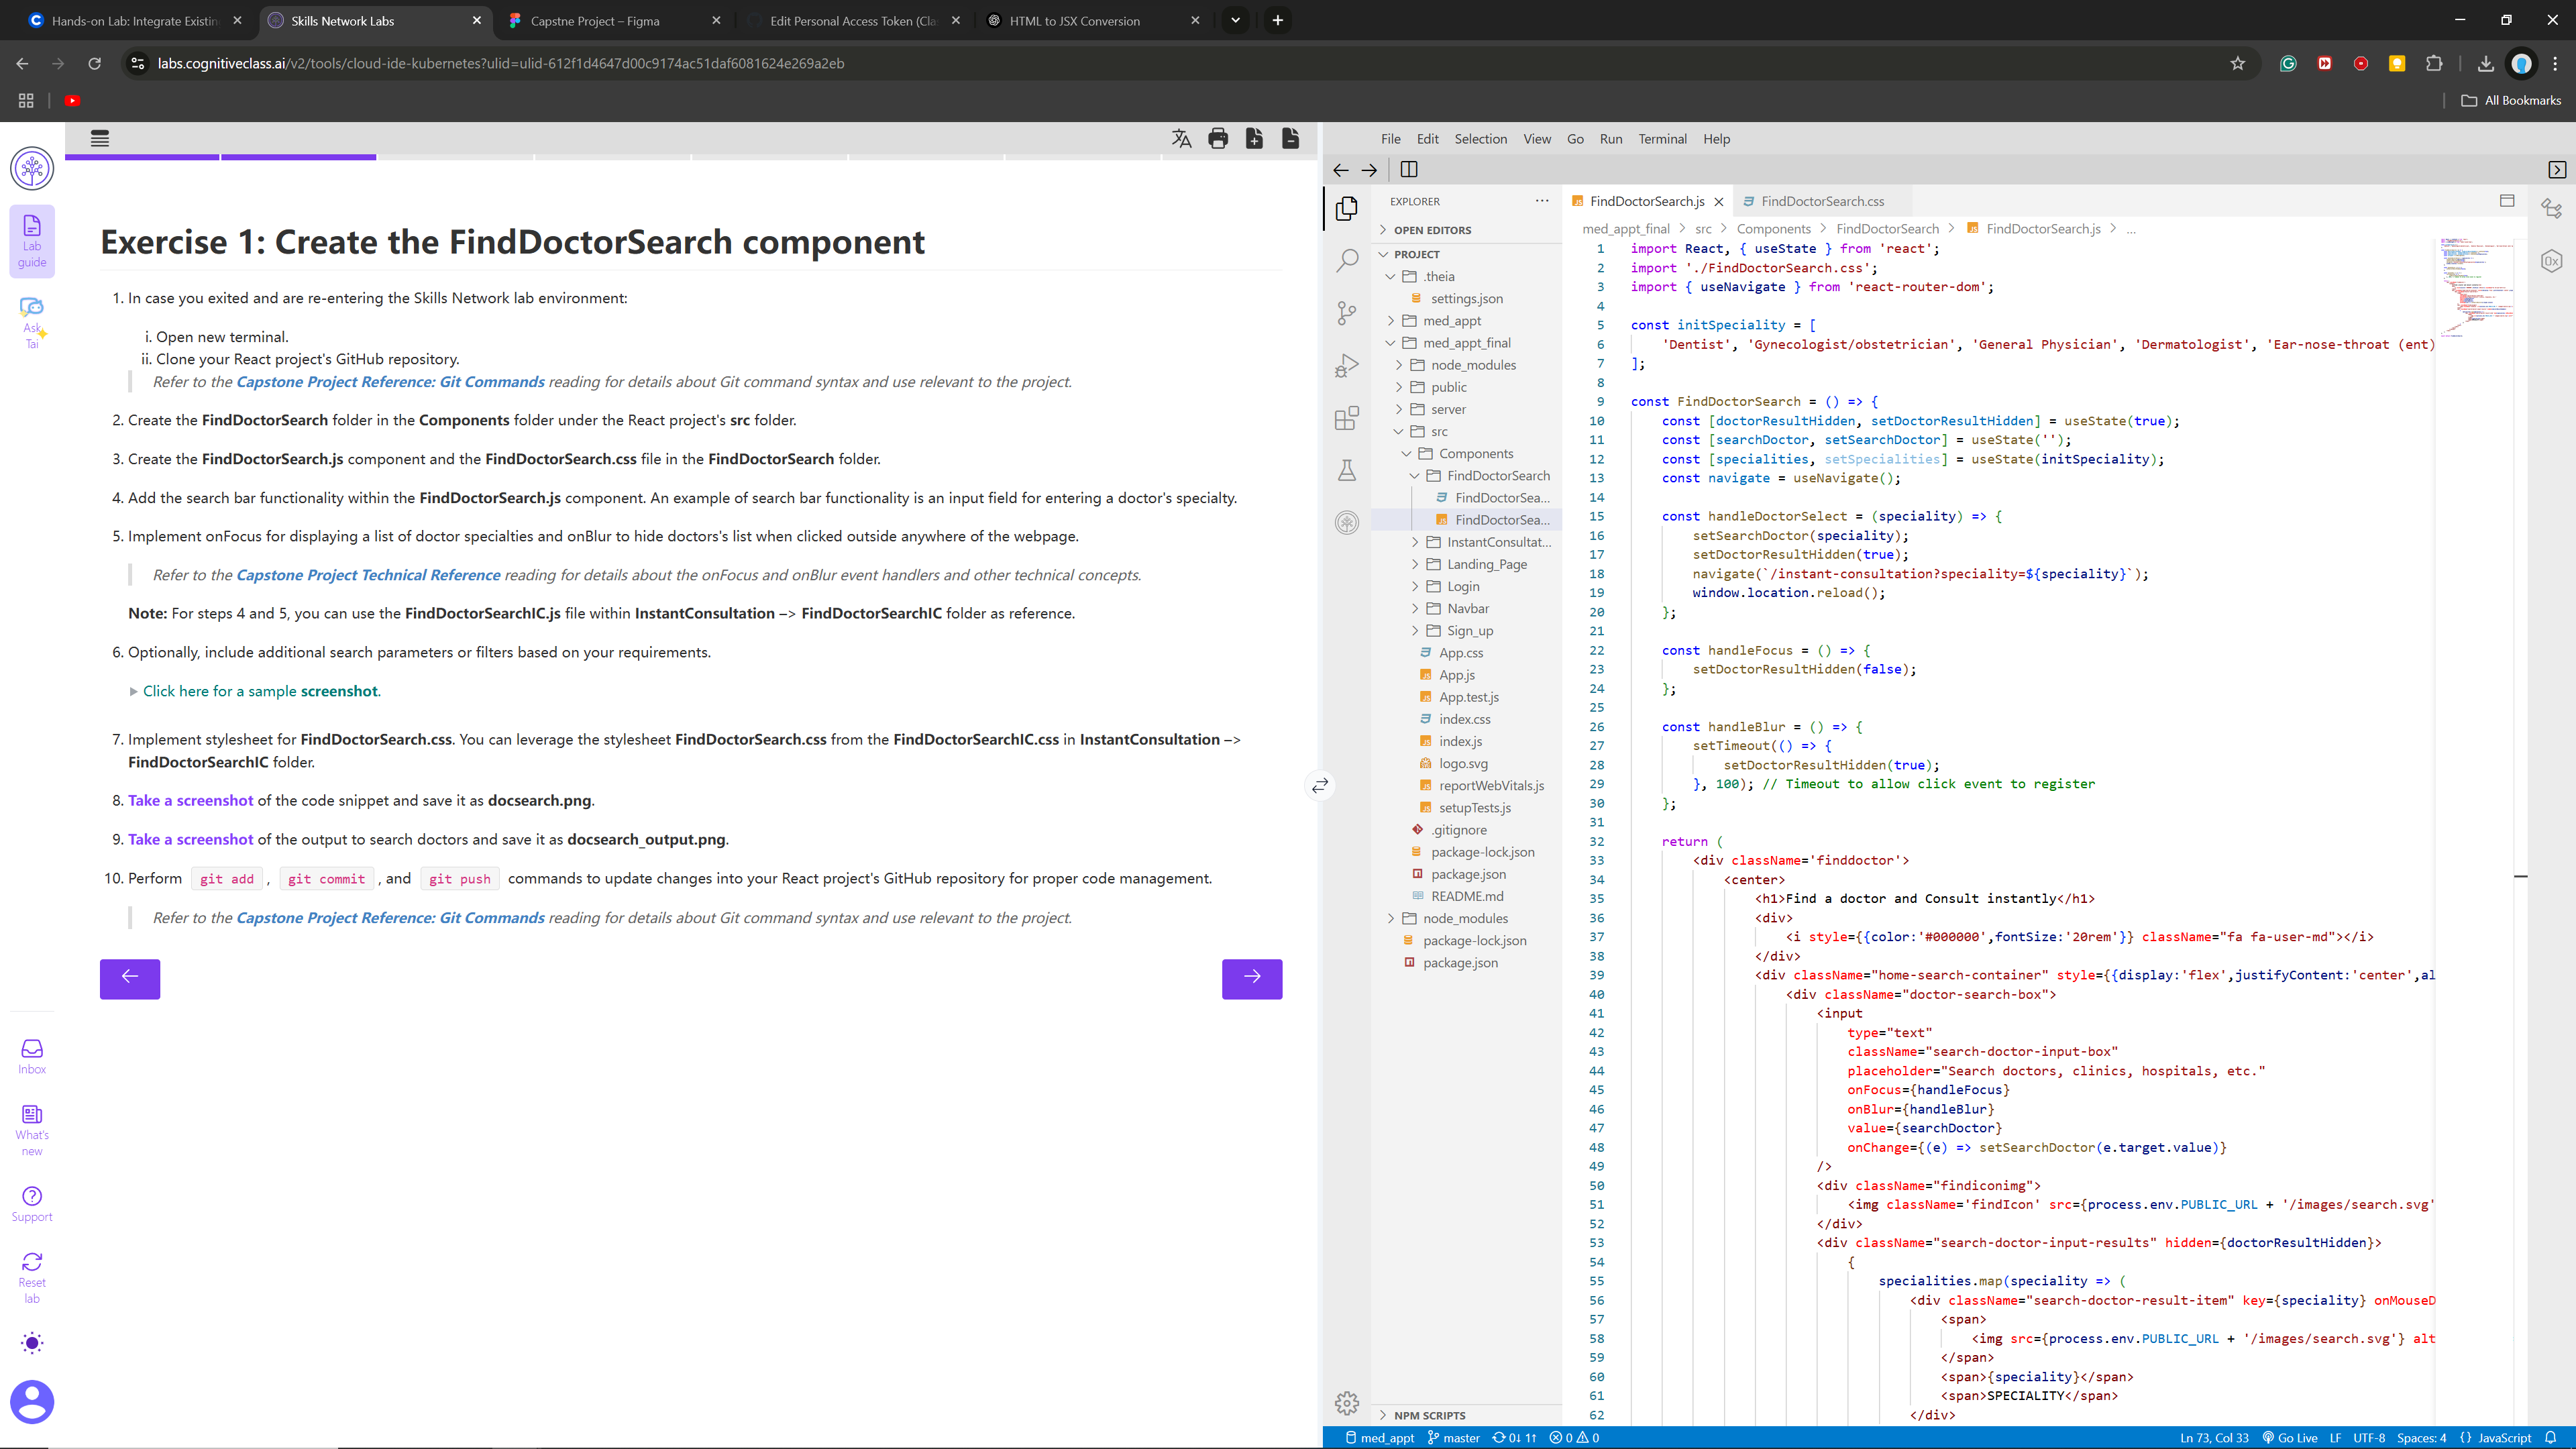 Hands-on Lab: Integrate Existin
Skills Network Labs
Capstne Project – Figma
Edit Personal Access Token (Cla
HTML to JSX Conversion
labs.cognitiveclass.ai/v2/tools/cloud-ide-kubernetes?ulid=ulid-612f1d4647d00c9174ac51daf6081624e269a2eb
All Bookmarks
Lab
guide
Ask
Tai
Inbox
What's
new
Support
Reset
lab
Exercise 1: Create the FindDoctorSearch component
1. In case you exited and are re-entering the Skills Network lab environment:
i. Open new terminal.
ii. Clone your React project's GitHub repository.
Refer to the Capstone Project Reference: Git Commands reading for details about Git command syntax and use relevant to the project.
2. Create the FindDoctorSearch folder in the Components folder under the React project's src folder.
3. Create the FindDoctorSearch.js component and the FindDoctorSearch.css file in the FindDoctorSearch folder.
4. Add the search bar functionality within the FindDoctorSearch.js component. An example of search bar functionality is an input field for entering a doctor's specialty.
5. Implement onFocus for displaying a list of doctor specialties and onBlur to hide doctors's list when clicked outside anywhere of the webpage.
Refer to the Capstone Project Technical Reference reading for details about the onFocus and onBlur event handlers and other technical concepts.
Note: For steps 4 and 5, you can use the FindDoctorSearchIC.js file within InstantConsultation –> FindDoctorSearchIC folder as reference.
6. Optionally, include additional search parameters or filters based on your requirements.
Click here for a sample screenshot.
7. Implement stylesheet for FindDoctorSearch.css. You can leverage the stylesheet FindDoctorSearch.css from the FindDoctorSearchIC.css in InstantConsultation –>
FindDoctorSearchIC folder.
8. Take a screenshot of the code snippet and save it as docsearch.png.
9. Take a screenshot of the output to search doctors and save it as docsearch_output.png.
10. Perform git add , git commit , and git push commands to update changes into your React project's GitHub repository for proper code management.
Refer to the Capstone Project Reference: Git Commands reading for details about Git command syntax and use relevant to the project.
File Edit Selection View Go Run Terminal Help
EXPLORER ...
OPEN EDITORS
PROJECT
.theia
settings.json
med_appt
med_appt_final
node_modules
public
server
src
Components
FindDoctorSearch
FindDoctorSea...
FindDoctorSea...
InstantConsultat...
Landing_Page
Login
Navbar
Sign_up
App.css
App.js
App.test.js
index.css
index.js
logo.svg
reportWebVitals.js
setupTests.js
.gitignore
package-lock.json
package.json
README.md
node_modules
package-lock.json
package.json
NPM SCRIPTS
FindDoctorSearch.js
FindDoctorSearch.css
med_appt_final > src > Components > FindDoctorSearch > FindDoctorSearch.js > ...
1 import React, { useState } from 'react';
2 import './FindDoctorSearch.css';
3 import { useNavigate } from 'react-router-dom';
4
5 const initSpeciality = [
6 'Dentist', 'Gynecologist/obstetrician', 'General Physician', 'Dermatologist', 'Ear-nose-throat (ent)
7 ];
8
9 const FindDoctorSearch = () => {
10 const [doctorResultHidden, setDoctorResultHidden] = useState(true);
11 const [searchDoctor, setSearchDoctor] = useState('');
12 const [specialities, setSpecialities] = useState(initSpeciality);
13 const navigate = useNavigate();
14
15 const handleDoctorSelect = (speciality) => {
16 setSearchDoctor(speciality);
17 setDoctorResultHidden(true);
18 navigate(`/instant-consultation?speciality=${speciality}`);
19 window.location.reload();
20 };
21
22 const handleFocus = () => {
23 setDoctorResultHidden(false);
24 };
25
26 const handleBlur = () => {
27 setTimeout(() => {
28 setDoctorResultHidden(true);
29 }, 100); // Timeout to allow click event to register
30 };
31
32 return (
33 <div className='finddoctor'>
34 <center>
35 <h1>Find a doctor and Consult instantly</h1>
36 <div>
37 <i style={{color:'#000000',fontSize:'20rem'}} className="fa fa-user-md"></i>
38 </div>
39 <div className="home-search-container" style={{display:'flex',justifyContent:'center',al
40 <div className="doctor-search-box">
41 <input
42 type="text"
43 className="search-doctor-input-box"
44 placeholder="Search doctors, clinics, hospitals, etc."
45 onFocus={handleFocus}
46 onBlur={handleBlur}
47 value={searchDoctor}
48 onChange={(e) => setSearchDoctor(e.target.value)}
49 />
50 <div className="findiconimg">
51 <img className='findIcon' src={process.env.PUBLIC_URL + '/images/search.svg'
52 </div>
53 <div className="search-doctor-input-results" hidden={doctorResultHidden}>
54 {
55 specialities.map(speciality => (
56 <div className="search-doctor-result-item" key={speciality} onMouseD
57 <span>
58 <img src={process.env.PUBLIC_URL + '/images/search.svg'} alt
59 </span>
60 <span>{speciality}</span>
61 <span>SPECIALITY</span>
62 </div>
med_appt master 0↓ 1↑ 0 0
Ln 73, Col 33 Go Live LF UTF-8 Spaces: 4 {} JavaScript